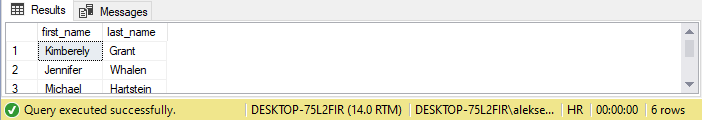 Results Messages
first_name last_name
1 Kimberely Grant
2 Jennifer Whalen
3 Michael Hartstein
Query executed successfully. DESKTOP-75L2FIR (14.0 RTM) DESKTOP-75L2FIR\alekse... HR 00:00:00 6 rows